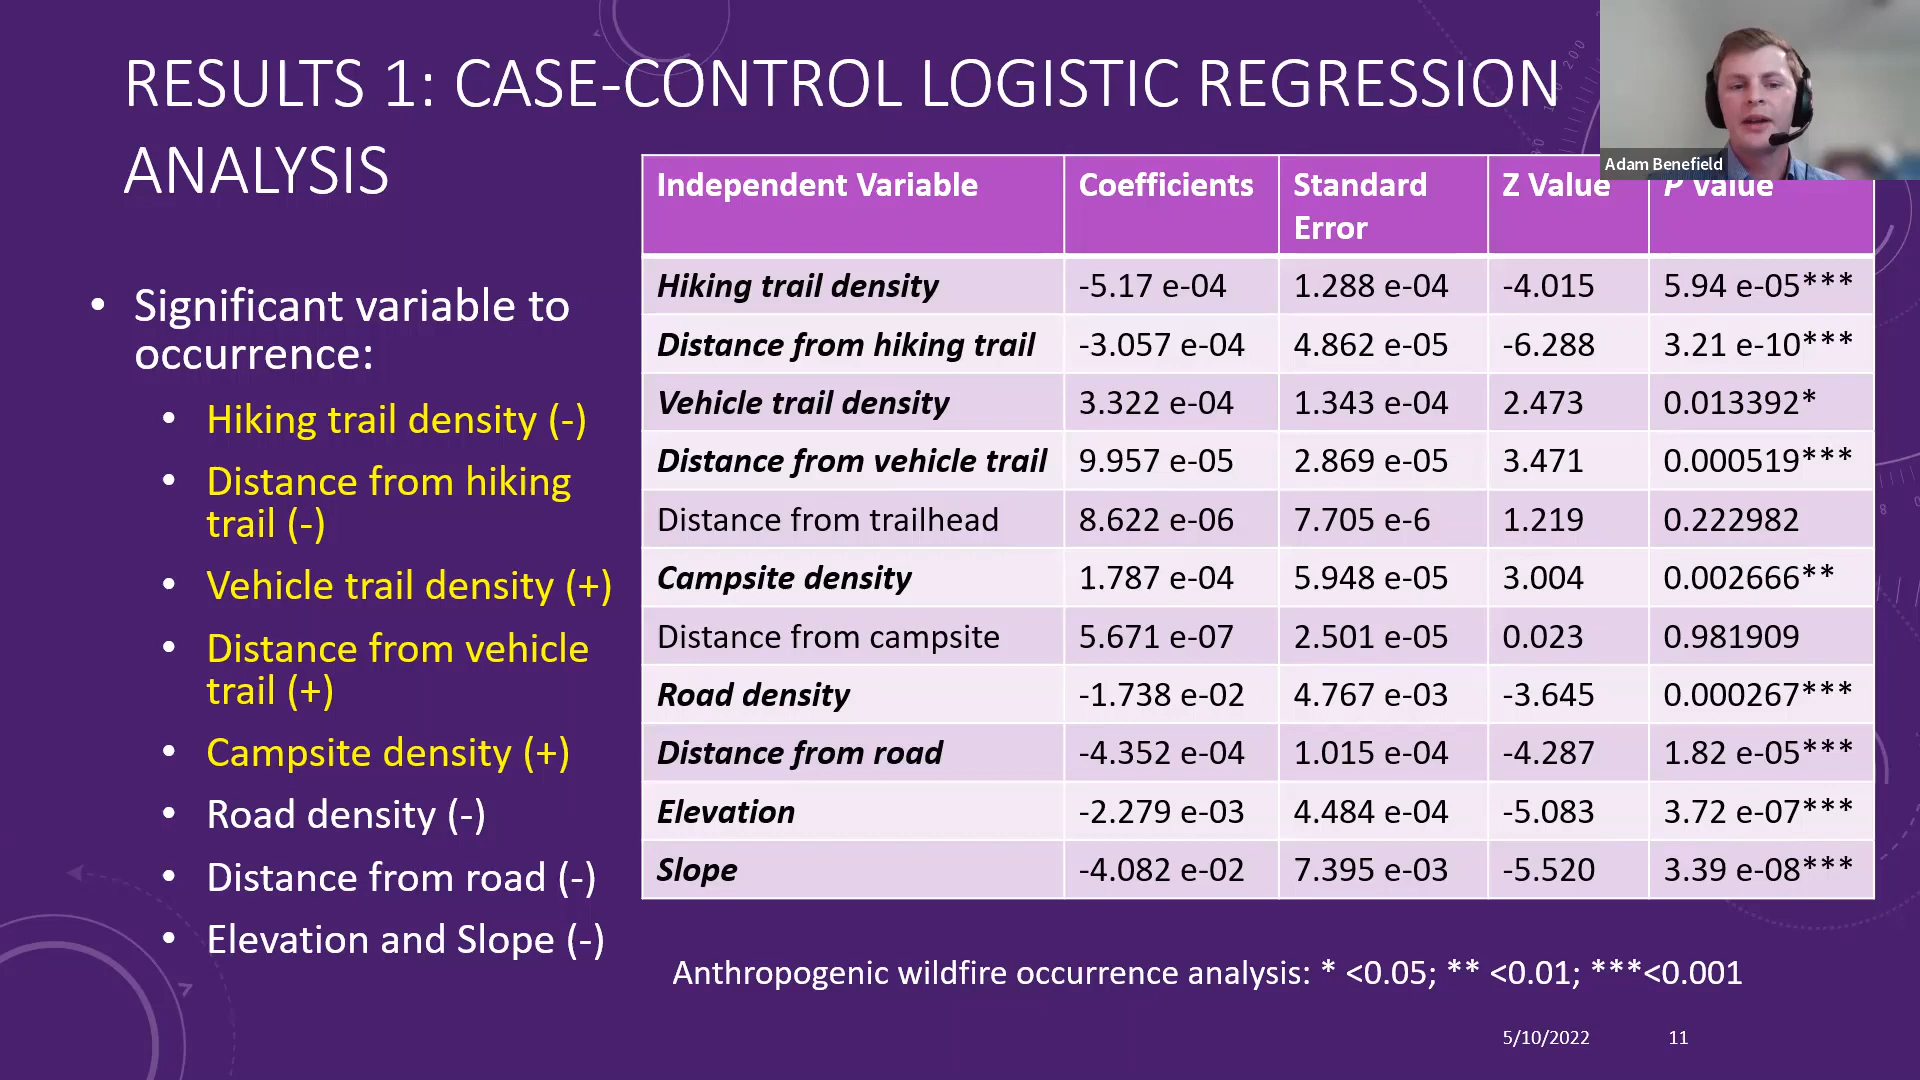 RESULTS 1: CASE-CONTROL LOGISTIC REGRESSION
ANALYSIS
Adam Benefield
• Significant variable to
occurrence:
• Hiking trail density (-)
• Distance from hiking
trail (-)
• Vehicle trail density (+)
• Distance from vehicle
trail (+)
• Campsite density (+)
• Road density (-)
• Distance from road (-)
• Elevation and Slope (-)
Independent Variable Coefficients Standard Z Value P Value
Error
Hiking trail density -5.17 e-04 1.288 e-04 -4.015 5.94 e-05***
Distance from hiking trail -3.057 e-04 4.862 e-05 -6.288 3.21 e-10***
Vehicle trail density 3.322 e-04 1.343 e-04 2.473 0.013392*
Distance from vehicle trail 9.957 e-05 2.869 e-05 3.471 0.000519***
Distance from trailhead 8.622 e-06 7.705 e-6 1.219 0.222982
Campsite density 1.787 e-04 5.948 e-05 3.004 0.002666**
Distance from campsite 5.671 e-07 2.501 e-05 0.023 0.981909
Road density -1.738 e-02 4.767 e-03 -3.645 0.000267***
Distance from road -4.352 e-04 1.015 e-04 -4.287 1.82 e-05***
Elevation -2.279 e-03 4.484 e-04 -5.083 3.72 e-07***
Slope -4.082 e-02 7.395 e-03 -5.520 3.39 e-08***
Anthropogenic wildfire occurrence analysis: * <0.05; ** <0.01; ***<0.001
5/10/2022 11